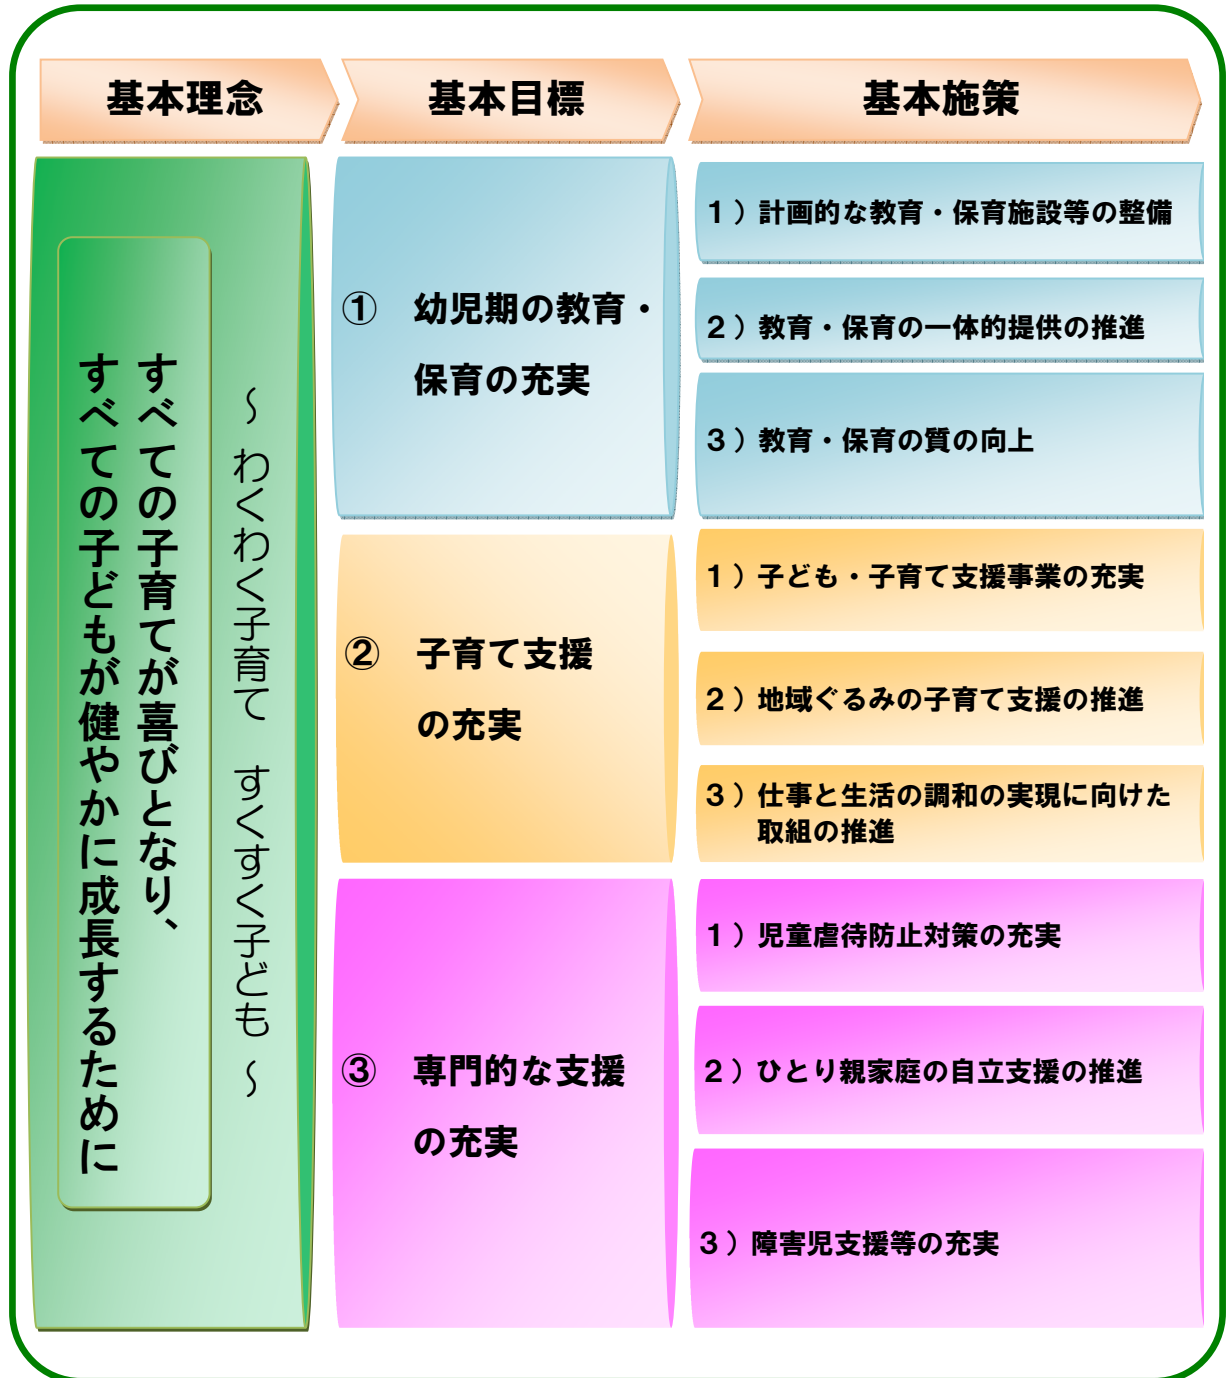 基本理念
基本目標
基本施策
～ わくわく子育て　すくすく子ども ～
すべての子育てが喜びとなり、
すべての子どもが健やかに成長するために
①　幼児期の教育・
保育の充実
1）計画的な教育・保育施設等の整備
2）教育・保育の一体的提供の推進
3）教育・保育の質の向上
②　子育て支援
の充実
1）子ども・子育て支援事業の充実
2）地域ぐるみの子育て支援の推進
3）仕事と生活の調和の実現に向けた
取組の推進
③　専門的な支援
の充実
1）児童虐待防止対策の充実
2）ひとり親家庭の自立支援の推進
3）障害児支援等の充実